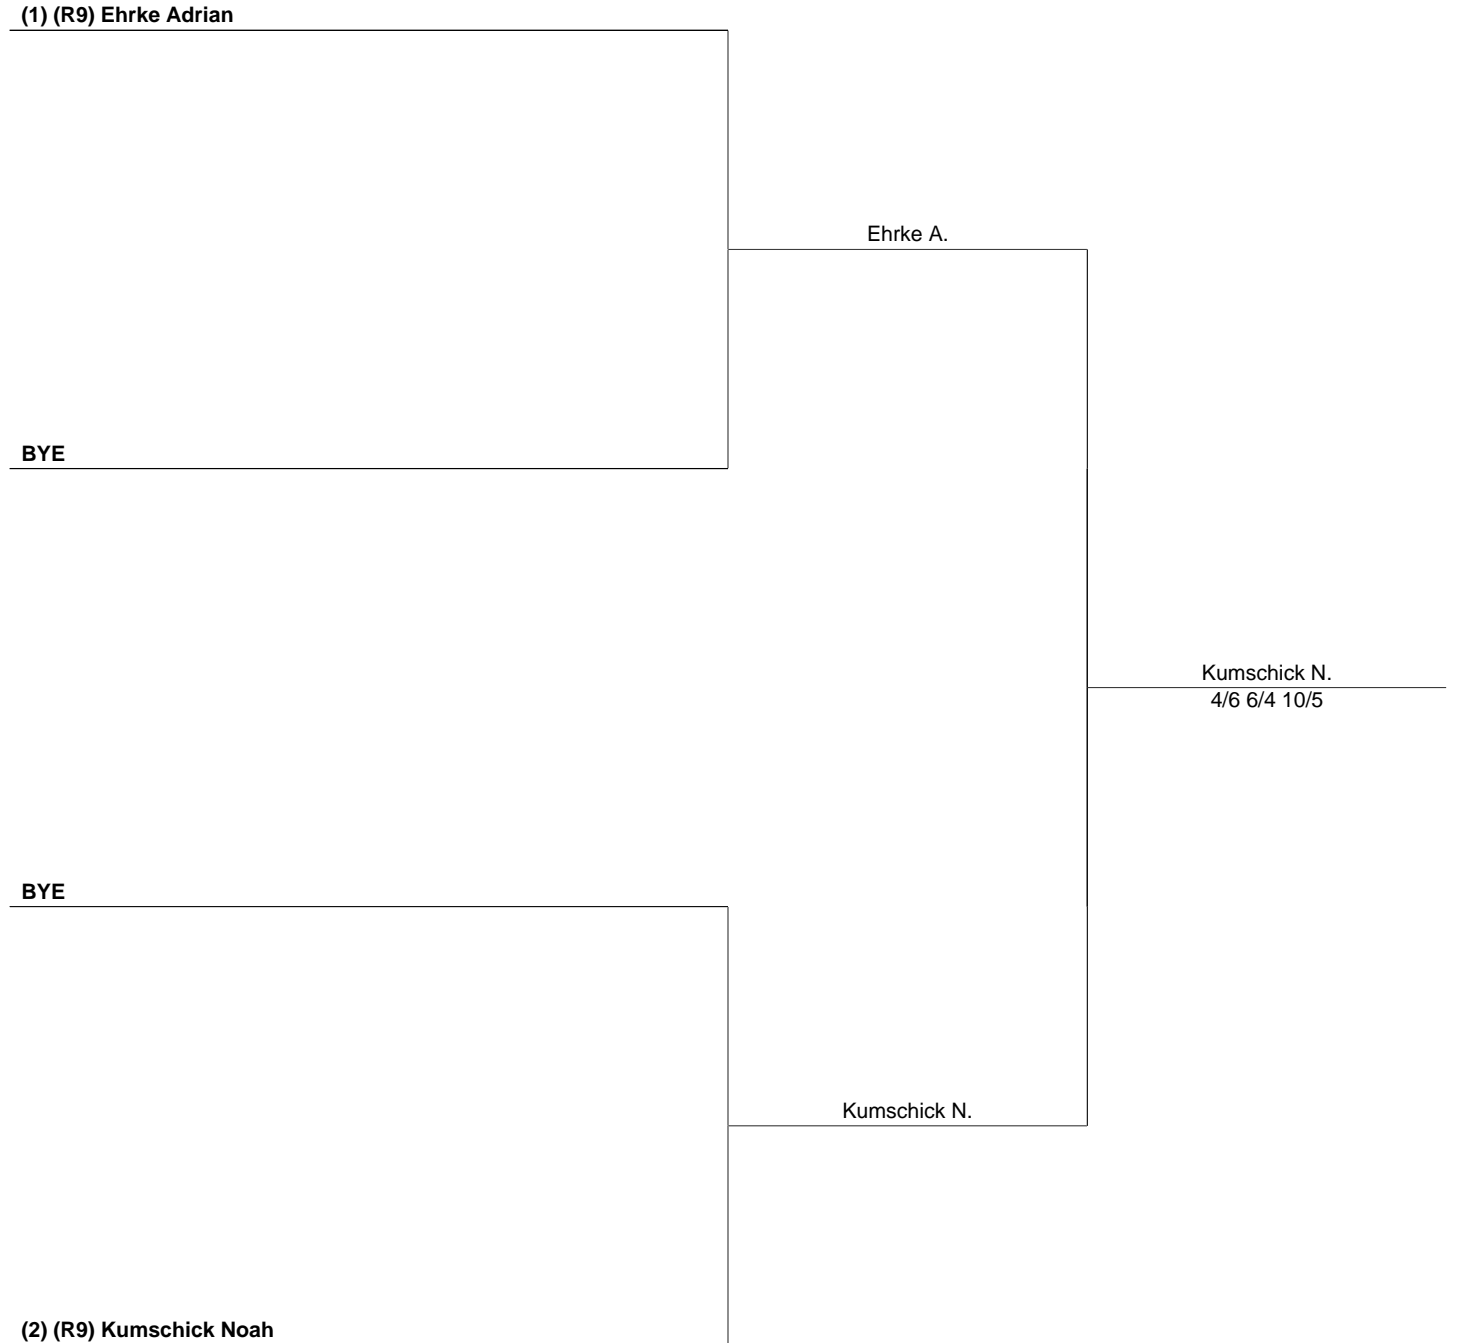 (1) (R9) Ehrke Adrian
Ehrke A.
BYE
Kumschick N.
4/6 6/4 10/5
BYE
Kumschick N.
(2) (R9) Kumschick Noah